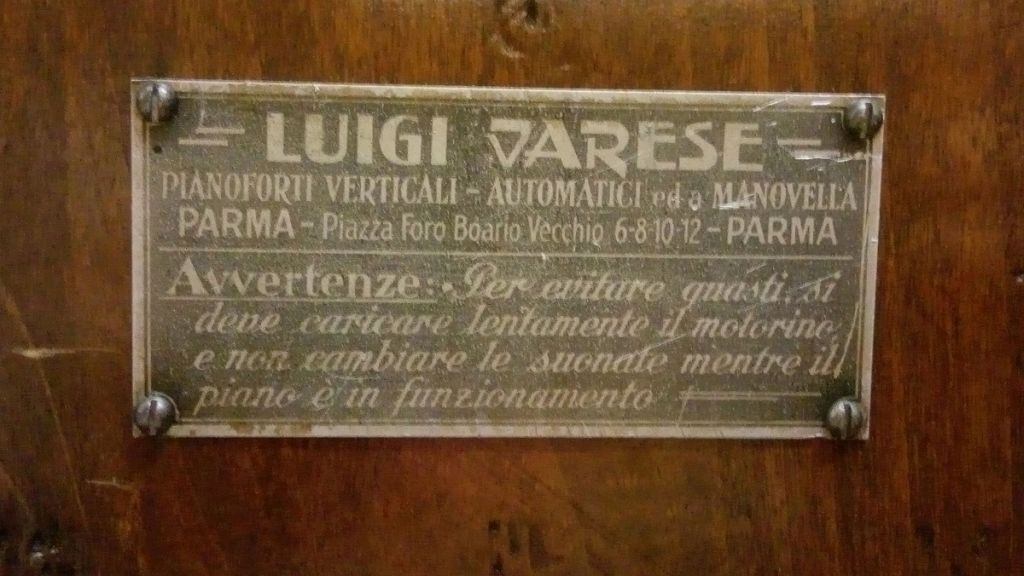 LUIGI VARESE
PIANOFORTI VERTICALI - AUTOMATICI ed a MANOVELLA
PARMA - Piazza Foro Boario Vecchio 6-8-10-12 - PARMA
Avvertenze: - Per evitare guasti, si
deve caricare lentamente il motorino,
e non cambiare le suonate mentre il
piano è in funzionamento